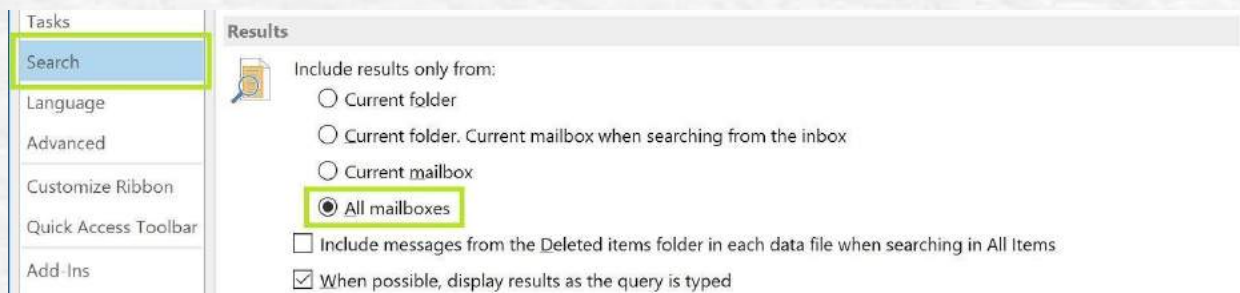 Tasks
Search
Language
Advanced
Customize Ribbon
Quick Access Toolbar
Add-Ins
Results
Include results only from:
Current folder
Current folder. Current mailbox when searching from the inbox
Current mailbox
All mailboxes
Include messages from the Deleted items folder in each data file when searching in All Items
When possible, display results as the query is typed